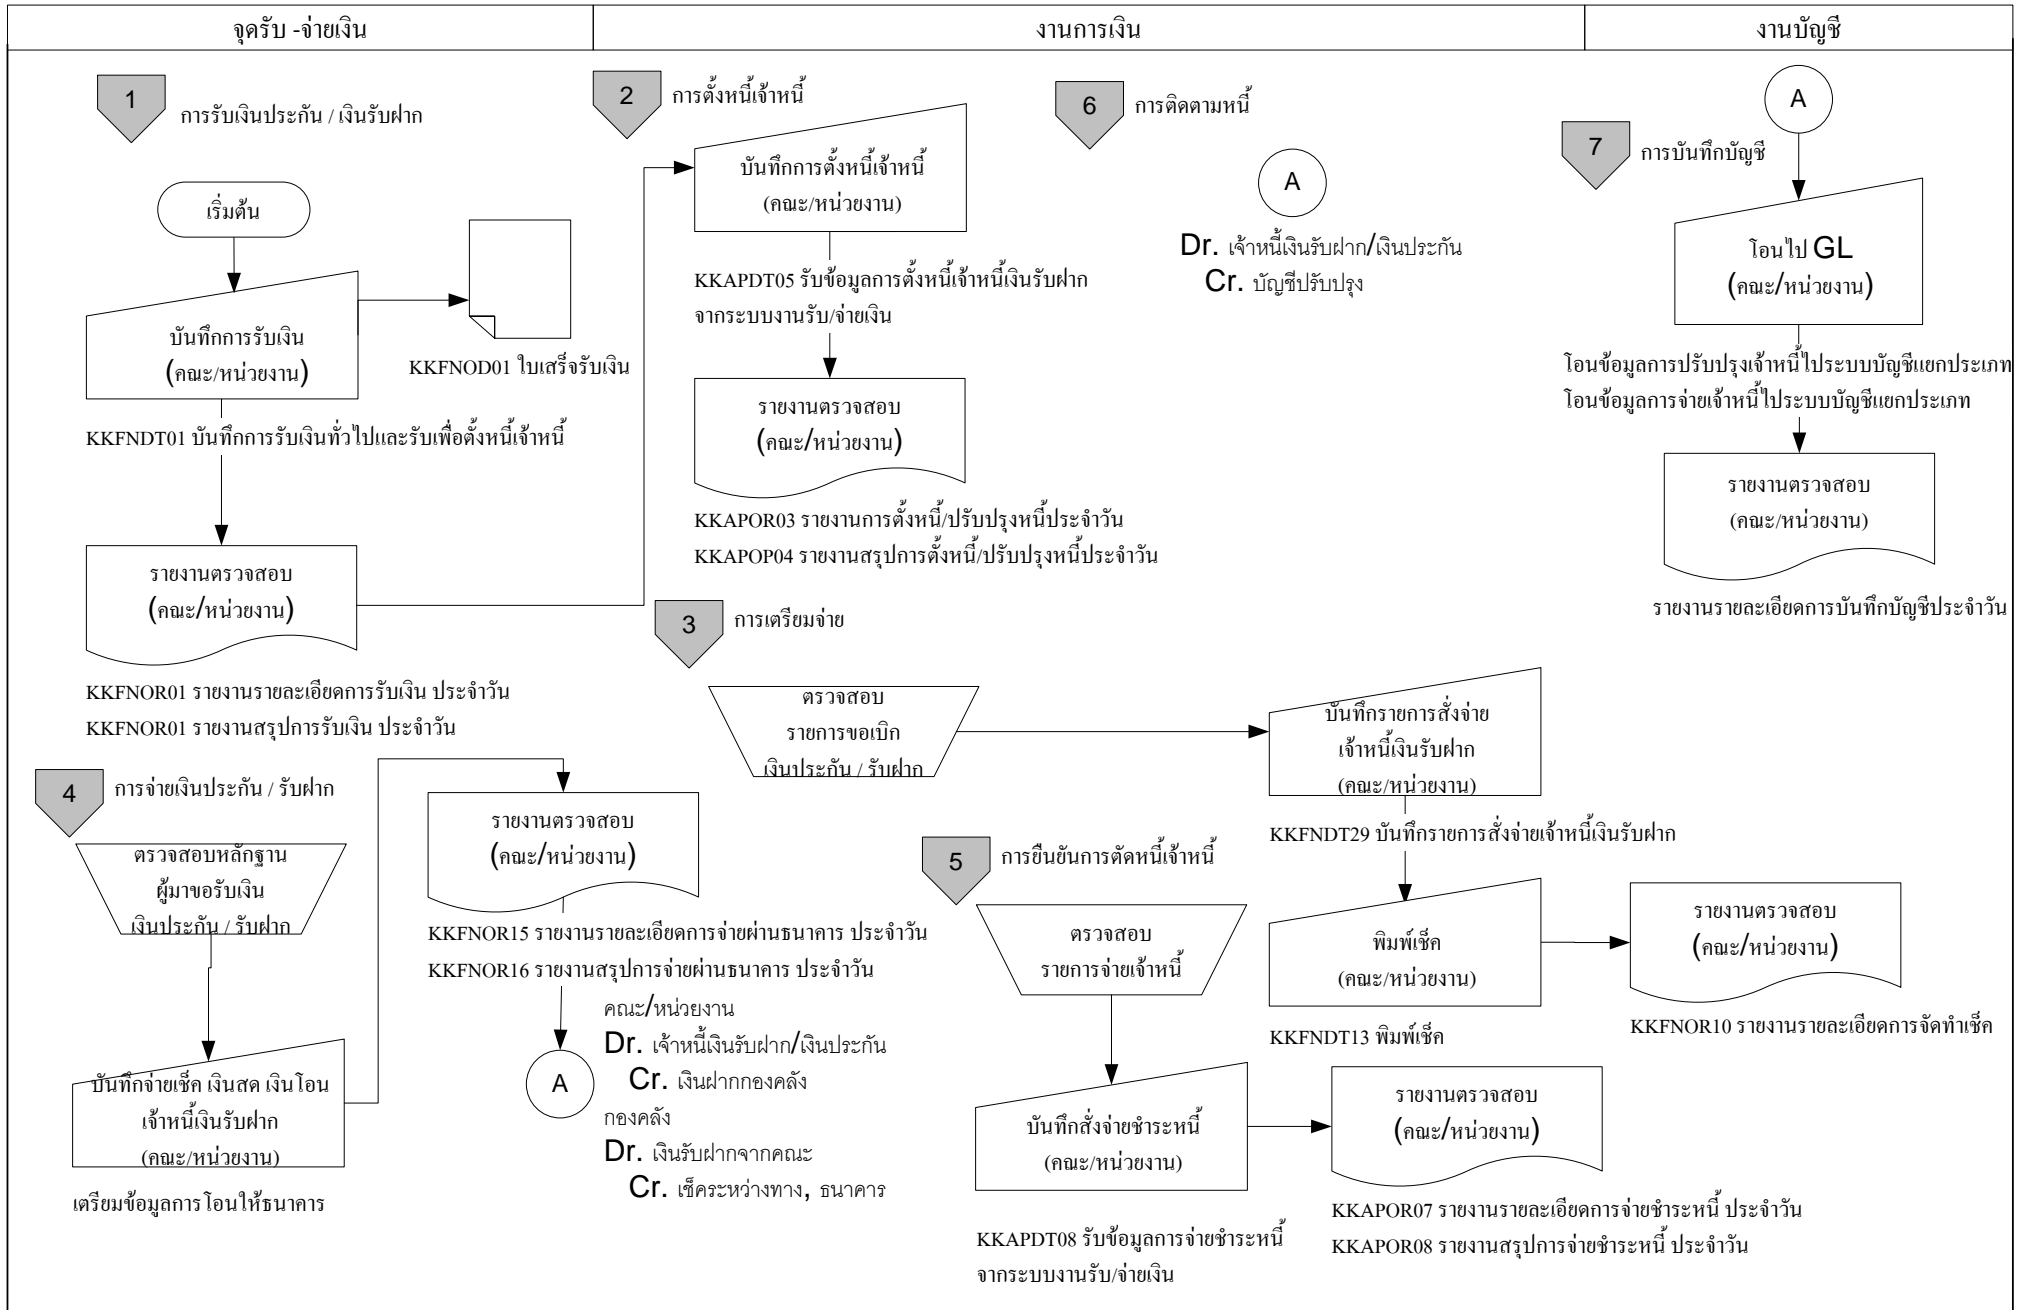 จุดรับ -จ่ายเงิน
งานการเงิน
งานบัญชี
1
การรับเงินประกัน / เงินรับฝาก
เริ่มต้น
บันทึกการรับเงิน
(คณะ/หน่วยงาน)
KKFNOD01 ใบเสร็จรับเงิน
KKFNDT01 บันทึกการรับเงินทั่วไปและรับเพื่อตั้งหนี้เจ้าหนี้
รายงานตรวจสอบ
(คณะ/หน่วยงาน)
KKFNOR01 รายงานรายละเอียดการรับเงิน ประจำวัน
KKFNOR01 รายงานสรุปการรับเงิน ประจำวัน
2
การตั้งหนี้เจ้าหนี้
บันทึกการตั้งหนี้เจ้าหนี้
(คณะ/หน่วยงาน)
KKAPDT05 รับข้อมูลการตั้งหนี้เจ้าหนี้เงินรับฝาก
จากระบบงานรับ/จ่ายเงิน
รายงานตรวจสอบ
(คณะ/หน่วยงาน)
KKAPOR03 รายงานการตั้งหนี้/ปรับปรุงหนี้ประจำวัน
KKAPOP04 รายงานสรุปการตั้งหนี้/ปรับปรุงหนี้ประจำวัน
6
การติดตามหนี้
A
Dr. เจ้าหนี้เงินรับฝาก/เงินประกัน
Cr. บัญชีปรับปรุง
A
7
การบันทึกบัญชี
โอนไป GL
(คณะ/หน่วยงาน)
โอนข้อมูลการปรับปรุงเจ้าหนี้ไประบบบัญชีแยกประเภท
โอนข้อมูลการจ่ายเจ้าหนี้ไประบบบัญชีแยกประเภท
รายงานตรวจสอบ
(คณะ/หน่วยงาน)
รายงานรายละเอียดการบันทึกบัญชีประจำวัน
3
การเตรียมจ่าย
ตรวจสอบ
รายการขอเบิก
เงินประกัน / รับฝาก
บันทึกรายการสั่งจ่าย
เจ้าหนี้เงินรับฝาก
(คณะ/หน่วยงาน)
KKFNDT29 บันทึกรายการสั่งจ่ายเจ้าหนี้เงินรับฝาก
พิมพ์เช็ค
(คณะ/หน่วยงาน)
KKFNDT13 พิมพ์เช็ค
รายงานตรวจสอบ
(คณะ/หน่วยงาน)
KKFNOR10 รายงานรายละเอียดการจัดทำเช็ค
4
การจ่ายเงินประกัน / รับฝาก
ตรวจสอบหลักฐาน
ผู้มาขอรับเงิน
เงินประกัน / รับฝาก
บันทึกจ่ายเช็ค เงินสด เงินโอน
เจ้าหนี้เงินรับฝาก
(คณะ/หน่วยงาน)
เตรียมข้อมูลการโอนให้ธนาคาร
รายงานตรวจสอบ
(คณะ/หน่วยงาน)
KKFNOR15 รายงานรายละเอียดการจ่ายผ่านธนาคาร ประจำวัน
KKFNOR16 รายงานสรุปการจ่ายผ่านธนาคาร ประจำวัน
A
คณะ/หน่วยงาน
Dr. เจ้าหนี้เงินรับฝาก/เงินประกัน
Cr. เงินฝากกองคลัง
กองคลัง
Dr. เงินรับฝากจากคณะ
Cr. เช็คระหว่างทาง, ธนาคาร
5
การยืนยันการตัดหนี้เจ้าหนี้
ตรวจสอบ
รายการจ่ายเจ้าหนี้
บันทึกสั่งจ่ายชำระหนี้
(คณะ/หน่วยงาน)
KKAPDT08 รับข้อมูลการจ่ายชำระหนี้
จากระบบงานรับ/จ่ายเงิน
รายงานตรวจสอบ
(คณะ/หน่วยงาน)
KKAPOR07 รายงานรายละเอียดการจ่ายชำระหนี้ ประจำวัน
KKAPOR08 รายงานสรุปการจ่ายชำระหนี้ ประจำวัน